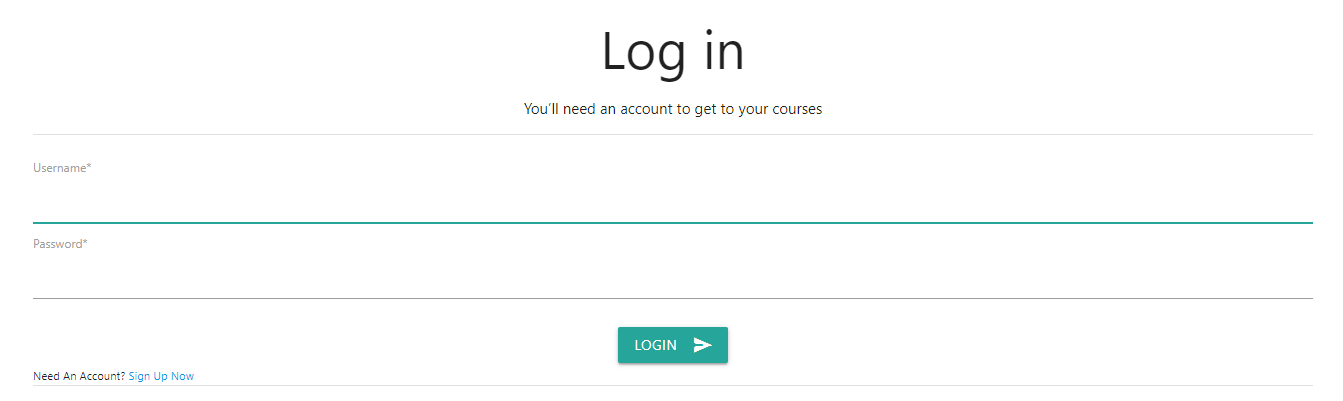 Log in
You'll need an account to get to your courses
Username*
Password*
LOGIN
Need An Account? Sign Up Now